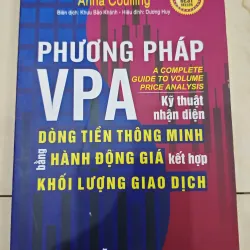 Anna Coulling
Biên dịch: Khúc Bảo Khánh - Hiệu đính: Dương Huy
PHƯƠNG PHÁP
VPA
A COMPLETE
GUIDE TO VOLUME
PRICE ANALYSIS
Kỹ thuật
nhận diện
DÒNG TIỀN THÔNG MINH
bằng HÀNH ĐỘNG GIÁ kết hợp
KHỐI LƯỢNG GIAO DỊCH